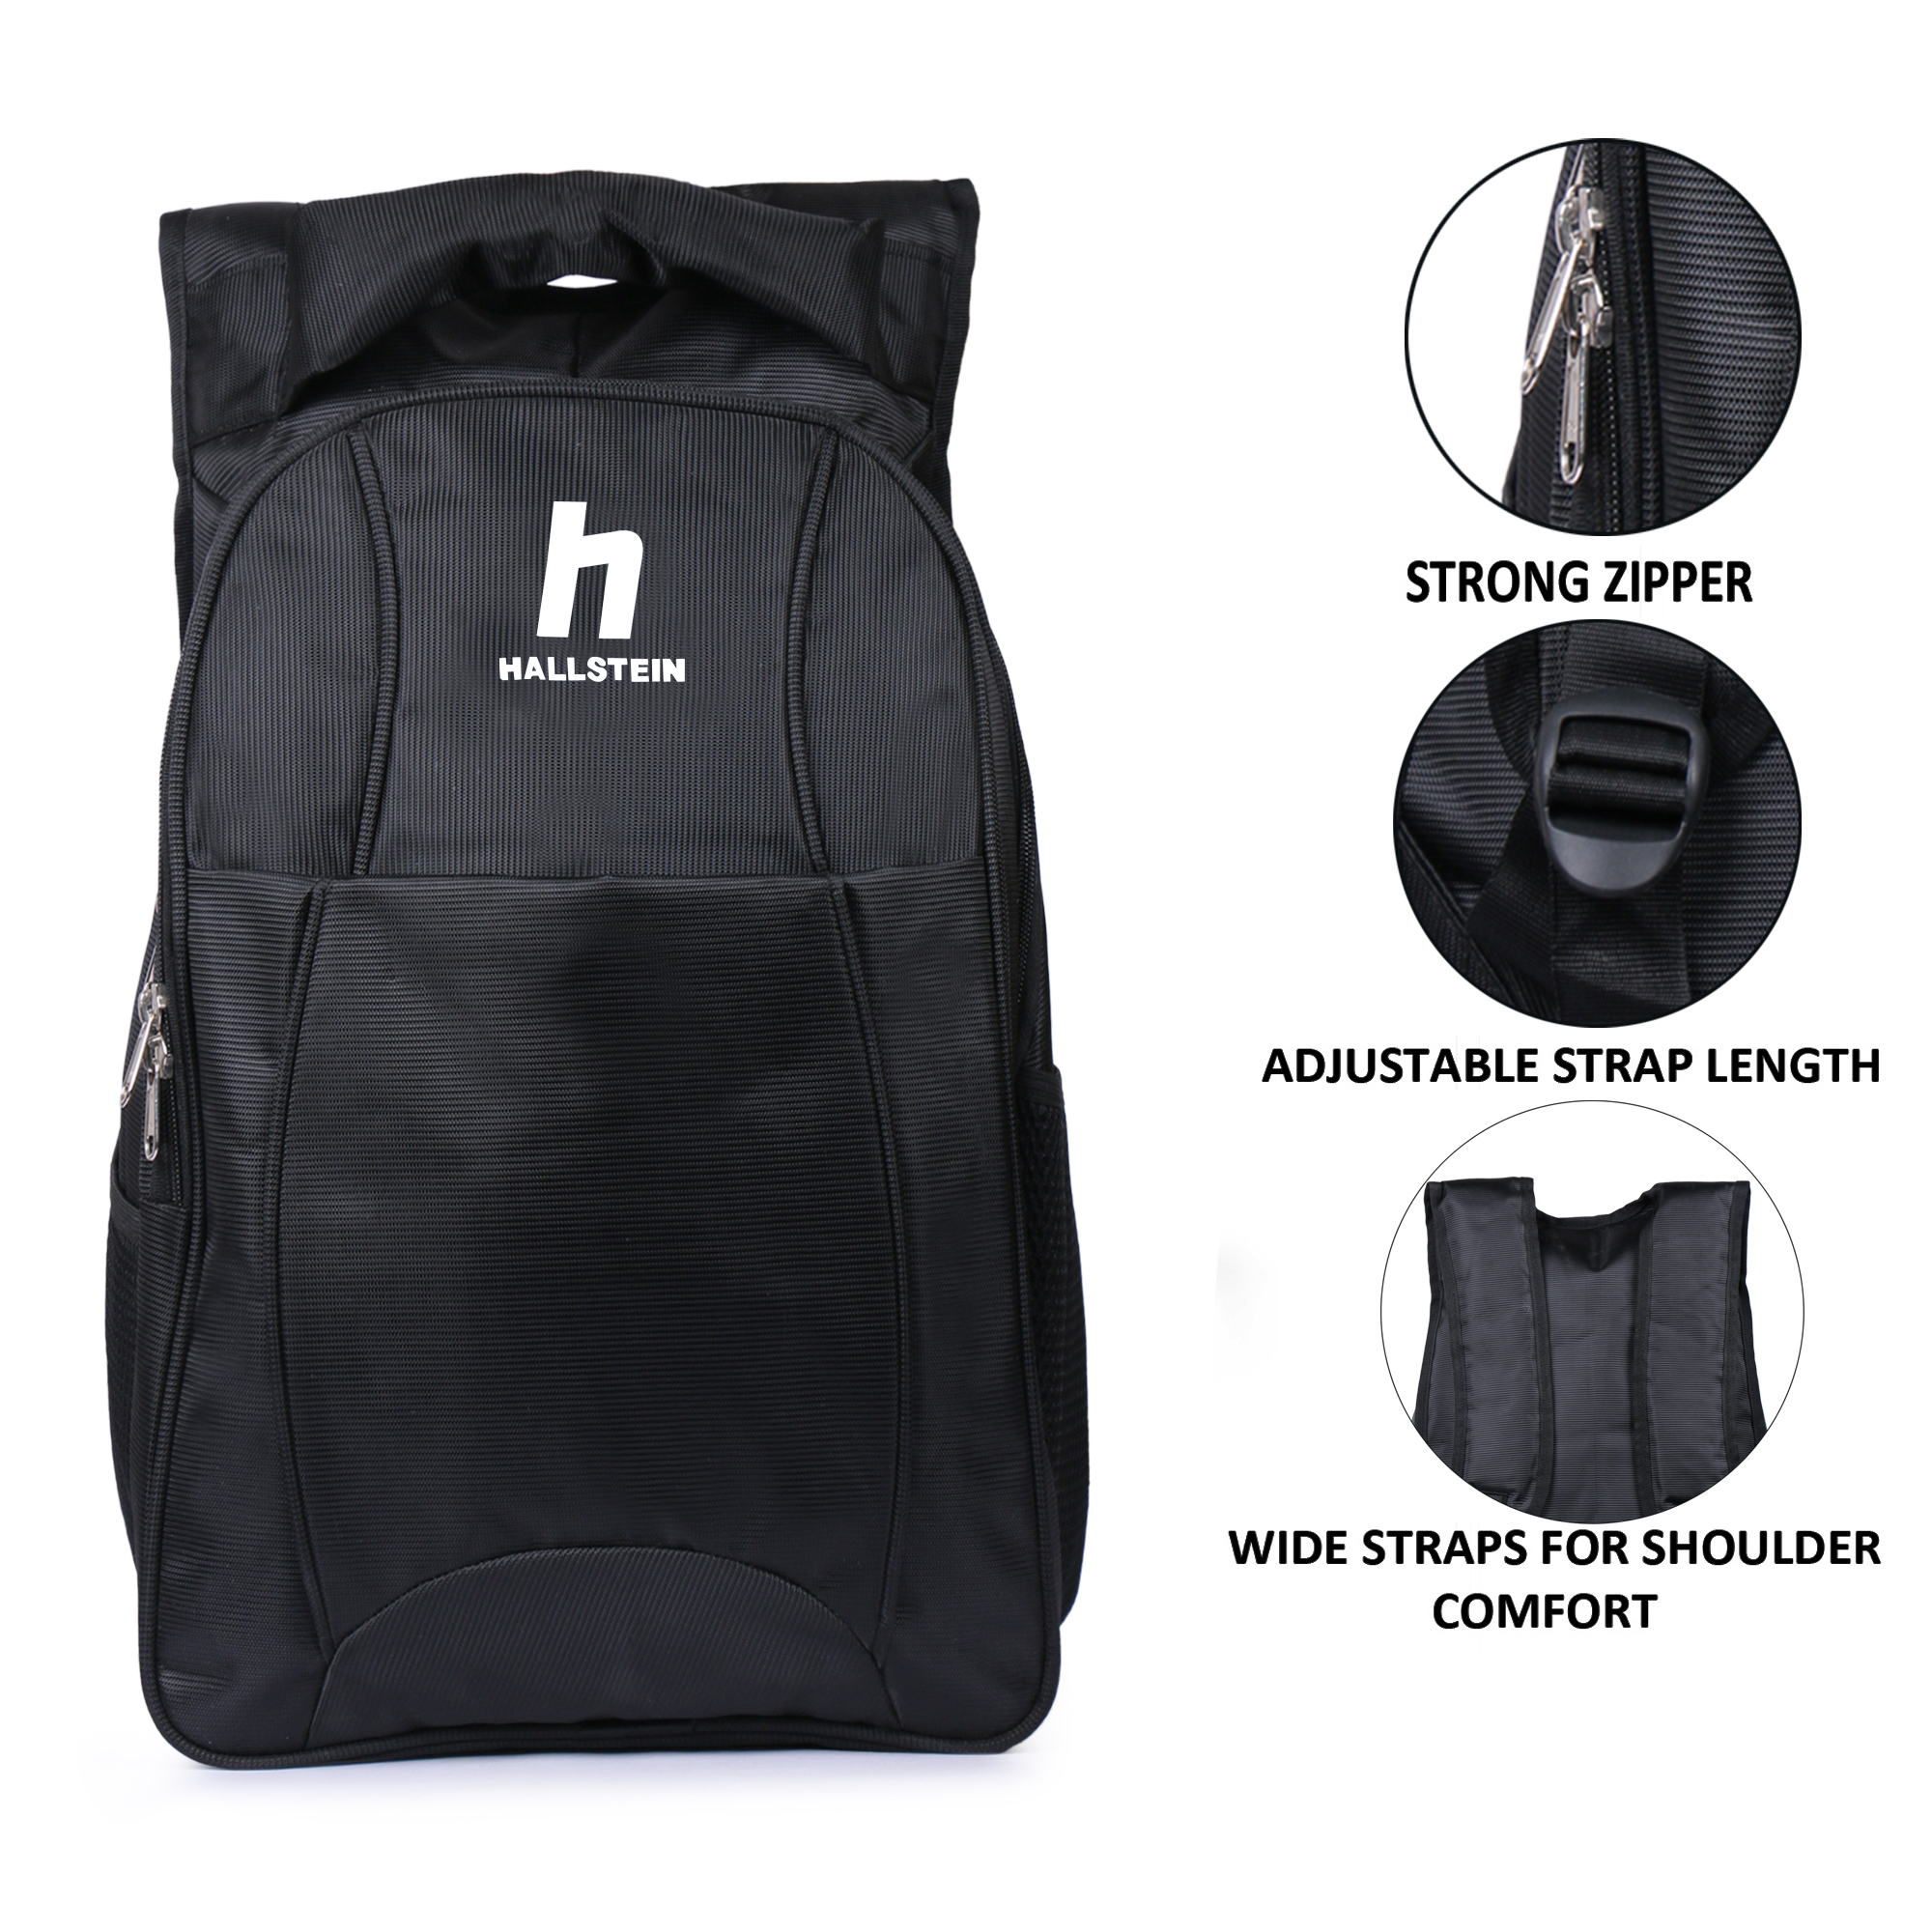 h
HALLSTEIN
STRONG ZIPPER
ADJUSTABLE STRAP LENGTH
WIDE STRAPS FOR SHOULDER
COMFORT